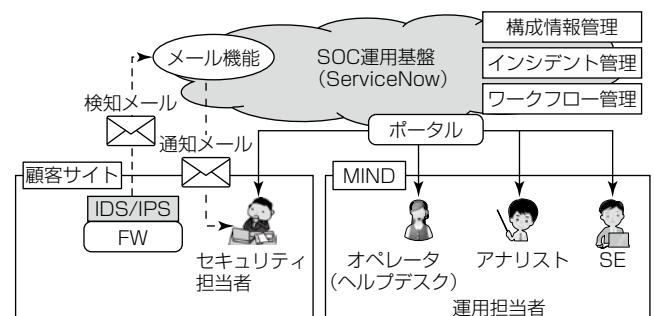 構成情報管理
メール機能
SOC運用基盤
（ServiceNow）
インシデント管理
ワークフロー管理
検知メール
ポータル
通知メール
顧客サイト
MIND
IDS/IPS
FW
セキュリティ
担当者
オペレータ
（ヘルプデスク）
アナリスト
SE
運用担当者